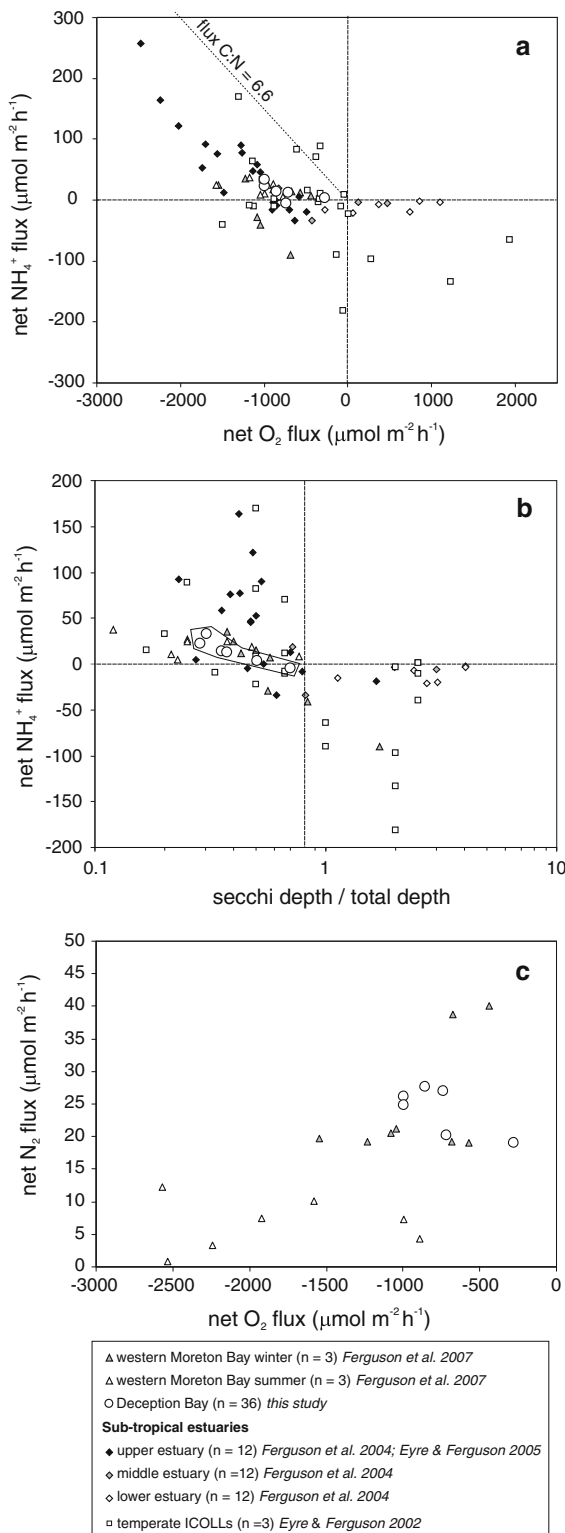 a
flux C:N = 6.6
net NH₄⁺ flux (µmol m⁻² h⁻¹)
300
200
100
0
-100
-200
-300
-3000 -2000 -1000 0 1000 2000
net O₂ flux (µmol m⁻² h⁻¹)
b
net NH₄⁺ flux (µmol m⁻² h⁻¹)
200
150
100
50
0
-50
-100
-150
-200
0.1 1 10
secchi depth / total depth
c
net N₂ flux (µmol m⁻² h⁻¹)
50
45
40
35
30
25
20
15
10
5
0
-3000 -2500 -2000 -1500 -1000 -500 0
net O₂ flux (µmol m⁻² h⁻¹)
western Moreton Bay winter (n = 3) Ferguson et al. 2007
western Moreton Bay summer (n = 3) Ferguson et al. 2007
Deception Bay (n = 36) this study
Sub-tropical estuaries
upper estuary (n = 12) Ferguson et al. 2004; Eyre & Ferguson 2005
middle estuary (n =12) Ferguson et al. 2004
lower estuary (n = 12) Ferguson et al. 2004
temperate ICOLLs (n =3) Eyre & Ferguson 2002